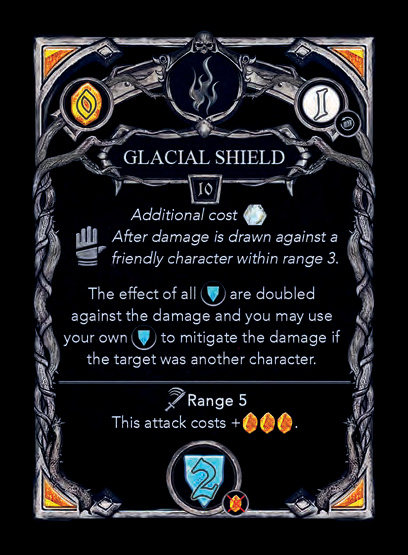 0 I
GLACIAL SHIELD
10
Additional cost
After damage is drawn against a
friendly character within range 3.
The effect of all are doubled
against the damage and you may use
your own to mitigate the damage if
the target was another character.
Range 5
This attack costs + .
2